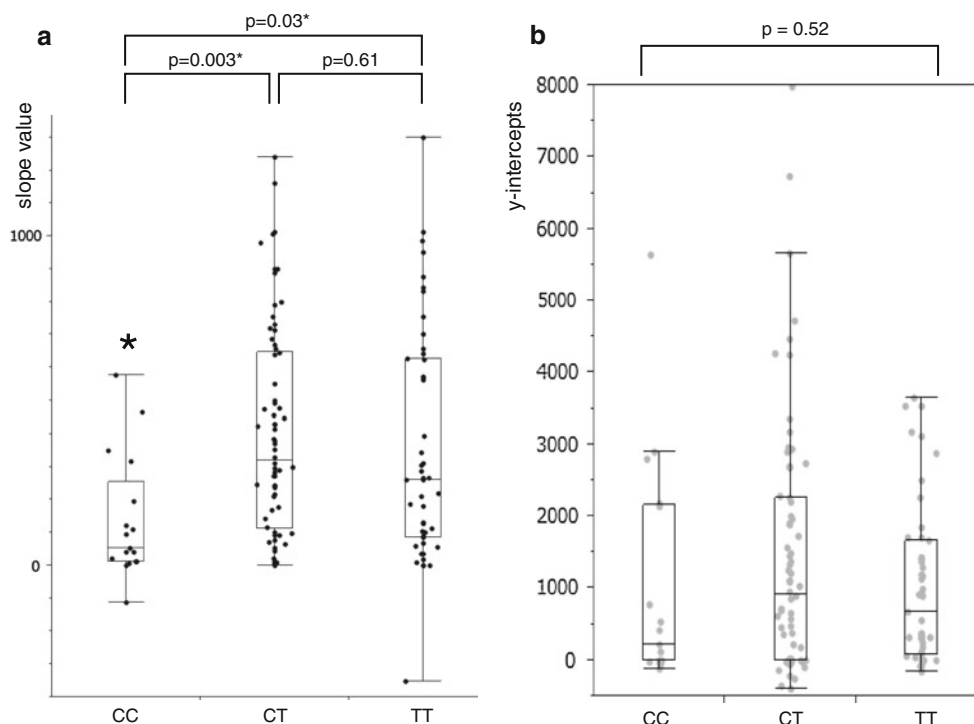 a
p=0.03*
p=0.003*
p=0.61
slope value
1000
0
*
CC
CT
TT
b
p = 0.52
y-intercepts
8000
7000
6000
5000
4000
3000
2000
1000
0
CC
CT
TT